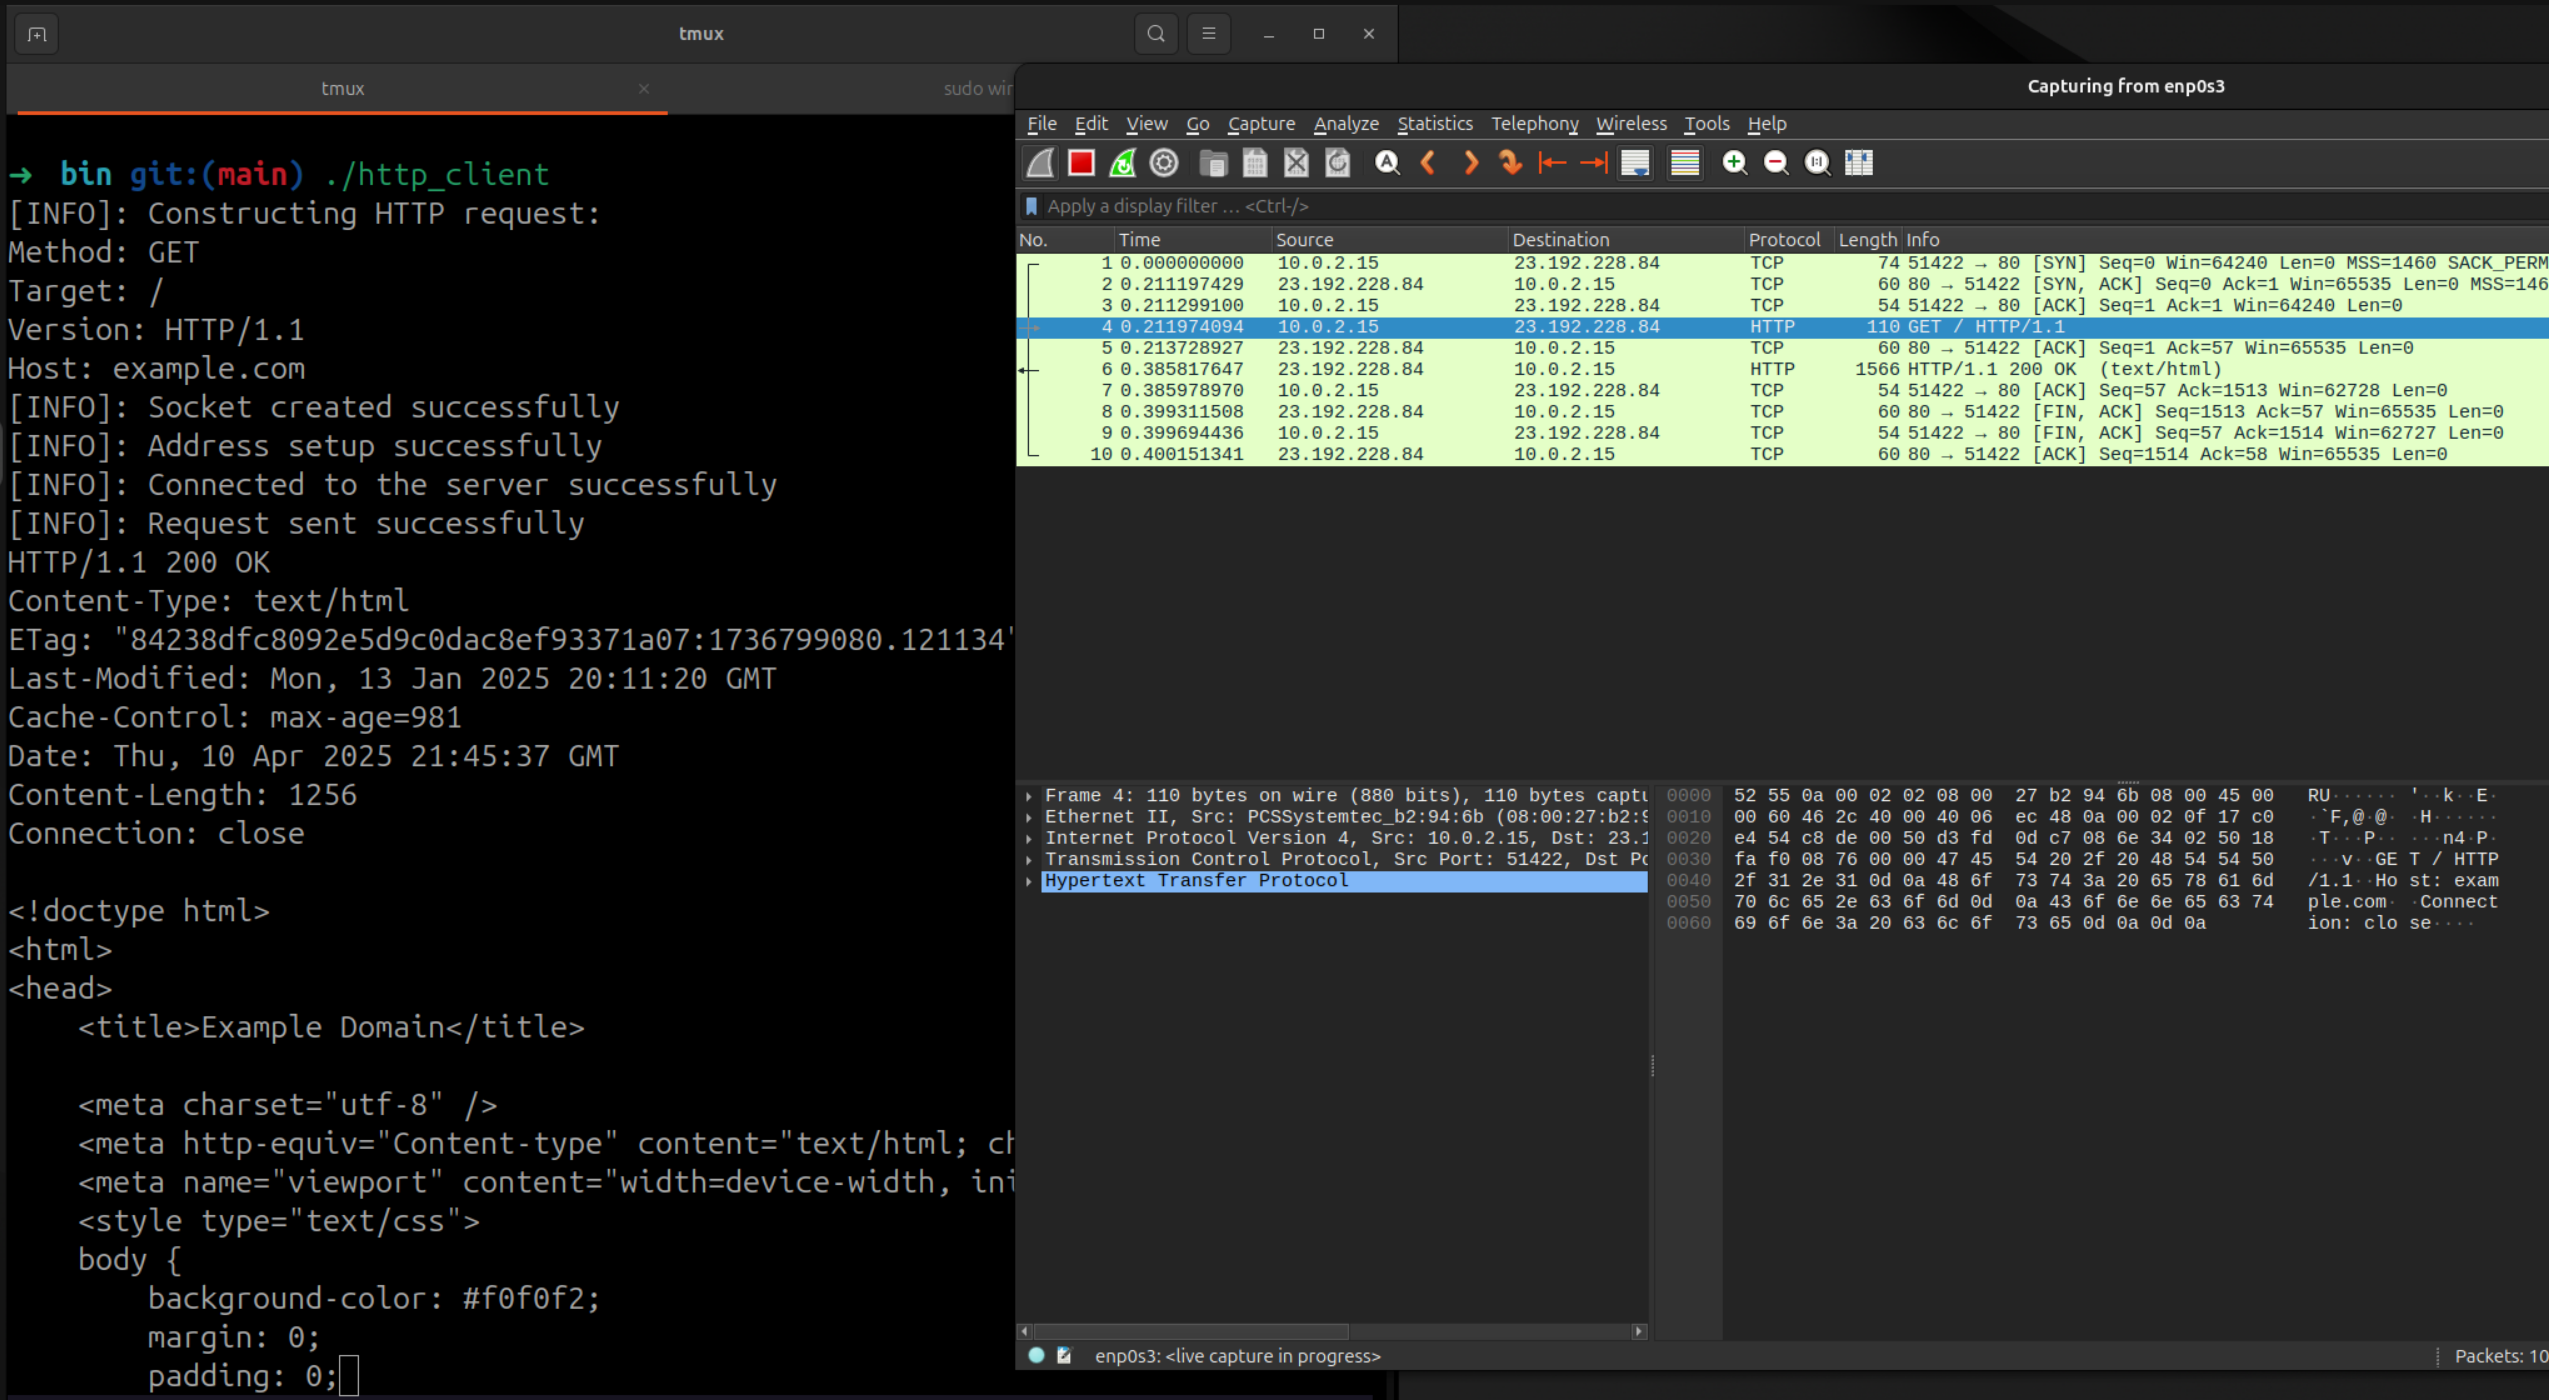 tmux
tmux
sudo wir
➜ bin git:(main) ./http_client
[INFO]: Constructing HTTP request:
Method: GET
Target: /
Version: HTTP/1.1
Host: example.com
[INFO]: Socket created successfully
[INFO]: Address setup successfully
[INFO]: Connected to the server successfully
[INFO]: Request sent successfully
HTTP/1.1 200 OK
Content-Type: text/html
ETag: "84238dfc8092e5d9c0dac8ef93371a07:1736799080.121134"
Last-Modified: Mon, 13 Jan 2025 20:11:20 GMT
Cache-Control: max-age=981
Date: Thu, 10 Apr 2025 21:45:37 GMT
Content-Length: 1256
Connection: close
<!doctype html>
<html>
<head>
<title>Example Domain</title>
<meta charset="utf-8" />
<meta http-equiv="Content-type" content="text/html; ch
<meta name="viewport" content="width=device-width, ini
<style type="text/css">
body {
background-color: #f0f0f2;
margin: 0;
padding: 0;
Capturing from enp0s3
File Edit View Go Capture Analyze Statistics Telephony Wireless Tools Help
Apply a display filter … <Ctrl-/>
No. Time Source Destination Protocol Length Info
1 0.000000000 10.0.2.15 23.192.228.84 TCP 74 51422 → 80 [SYN] Seq=0 Win=64240 Len=0 MSS=1460 SACK_PERM
2 0.211197429 23.192.228.84 10.0.2.15 TCP 60 80 → 51422 [SYN, ACK] Seq=0 Ack=1 Win=65535 Len=0 MSS=146
3 0.211299100 10.0.2.15 23.192.228.84 TCP 54 51422 → 80 [ACK] Seq=1 Ack=1 Win=64240 Len=0
4 0.211974094 10.0.2.15 23.192.228.84 HTTP 110 GET / HTTP/1.1
5 0.213728927 23.192.228.84 10.0.2.15 TCP 60 80 → 51422 [ACK] Seq=1 Ack=57 Win=65535 Len=0
6 0.385817647 23.192.228.84 10.0.2.15 HTTP 1566 HTTP/1.1 200 OK (text/html)
7 0.385978970 10.0.2.15 23.192.228.84 TCP 54 51422 → 80 [ACK] Seq=57 Ack=1513 Win=62728 Len=0
8 0.399311508 23.192.228.84 10.0.2.15 TCP 60 80 → 51422 [FIN, ACK] Seq=1513 Ack=57 Win=65535 Len=0
9 0.399694436 10.0.2.15 23.192.228.84 TCP 54 51422 → 80 [FIN, ACK] Seq=57 Ack=1514 Win=62727 Len=0
10 0.400151341 23.192.228.84 10.0.2.15 TCP 60 80 → 51422 [ACK] Seq=1514 Ack=58 Win=65535 Len=0
Frame 4: 110 bytes on wire (880 bits), 110 bytes captu
Ethernet II, Src: PCSSystemtec_b2:94:6b (08:00:27:b2:9
Internet Protocol Version 4, Src: 10.0.2.15, Dst: 23.1
Transmission Control Protocol, Src Port: 51422, Dst Po
Hypertext Transfer Protocol
0000 52 55 0a 00 02 02 08 00 27 b2 94 6b 08 00 45 00 RU······ '··k··E·
0010 00 60 46 2c 40 00 40 06 ec 48 0a 00 02 0f 17 c0 ·`F,@·@· ·H······
0020 e4 54 c8 de 00 50 d3 fd 0d c7 08 6e 34 02 50 18 ·T···P·· ···n4·P·
0030 fa f0 08 76 00 00 47 45 54 20 2f 20 48 54 54 50 ···v··GE T / HTTP
0040 2f 31 2e 31 0d 0a 48 6f 73 74 3a 20 65 78 61 6d /1.1··Ho st: exam
0050 70 6c 65 2e 63 6f 6d 0d 0a 43 6f 6e 6e 65 63 74 ple.com· ·Connect
0060 69 6f 6e 3a 20 63 6c 6f 73 65 0d 0a 0d 0a ion: clo se····
enp0s3: <live capture in progress>
Packets: 10